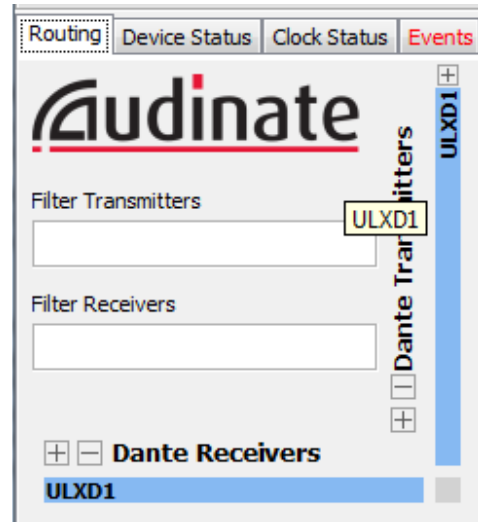 Routing
Device Status
Clock Status
Events
Audinate
Filter Transmitters
ULXD1
Filter Receivers
Dante Transmitters
ULXD1
Dante Receivers
ULXD1